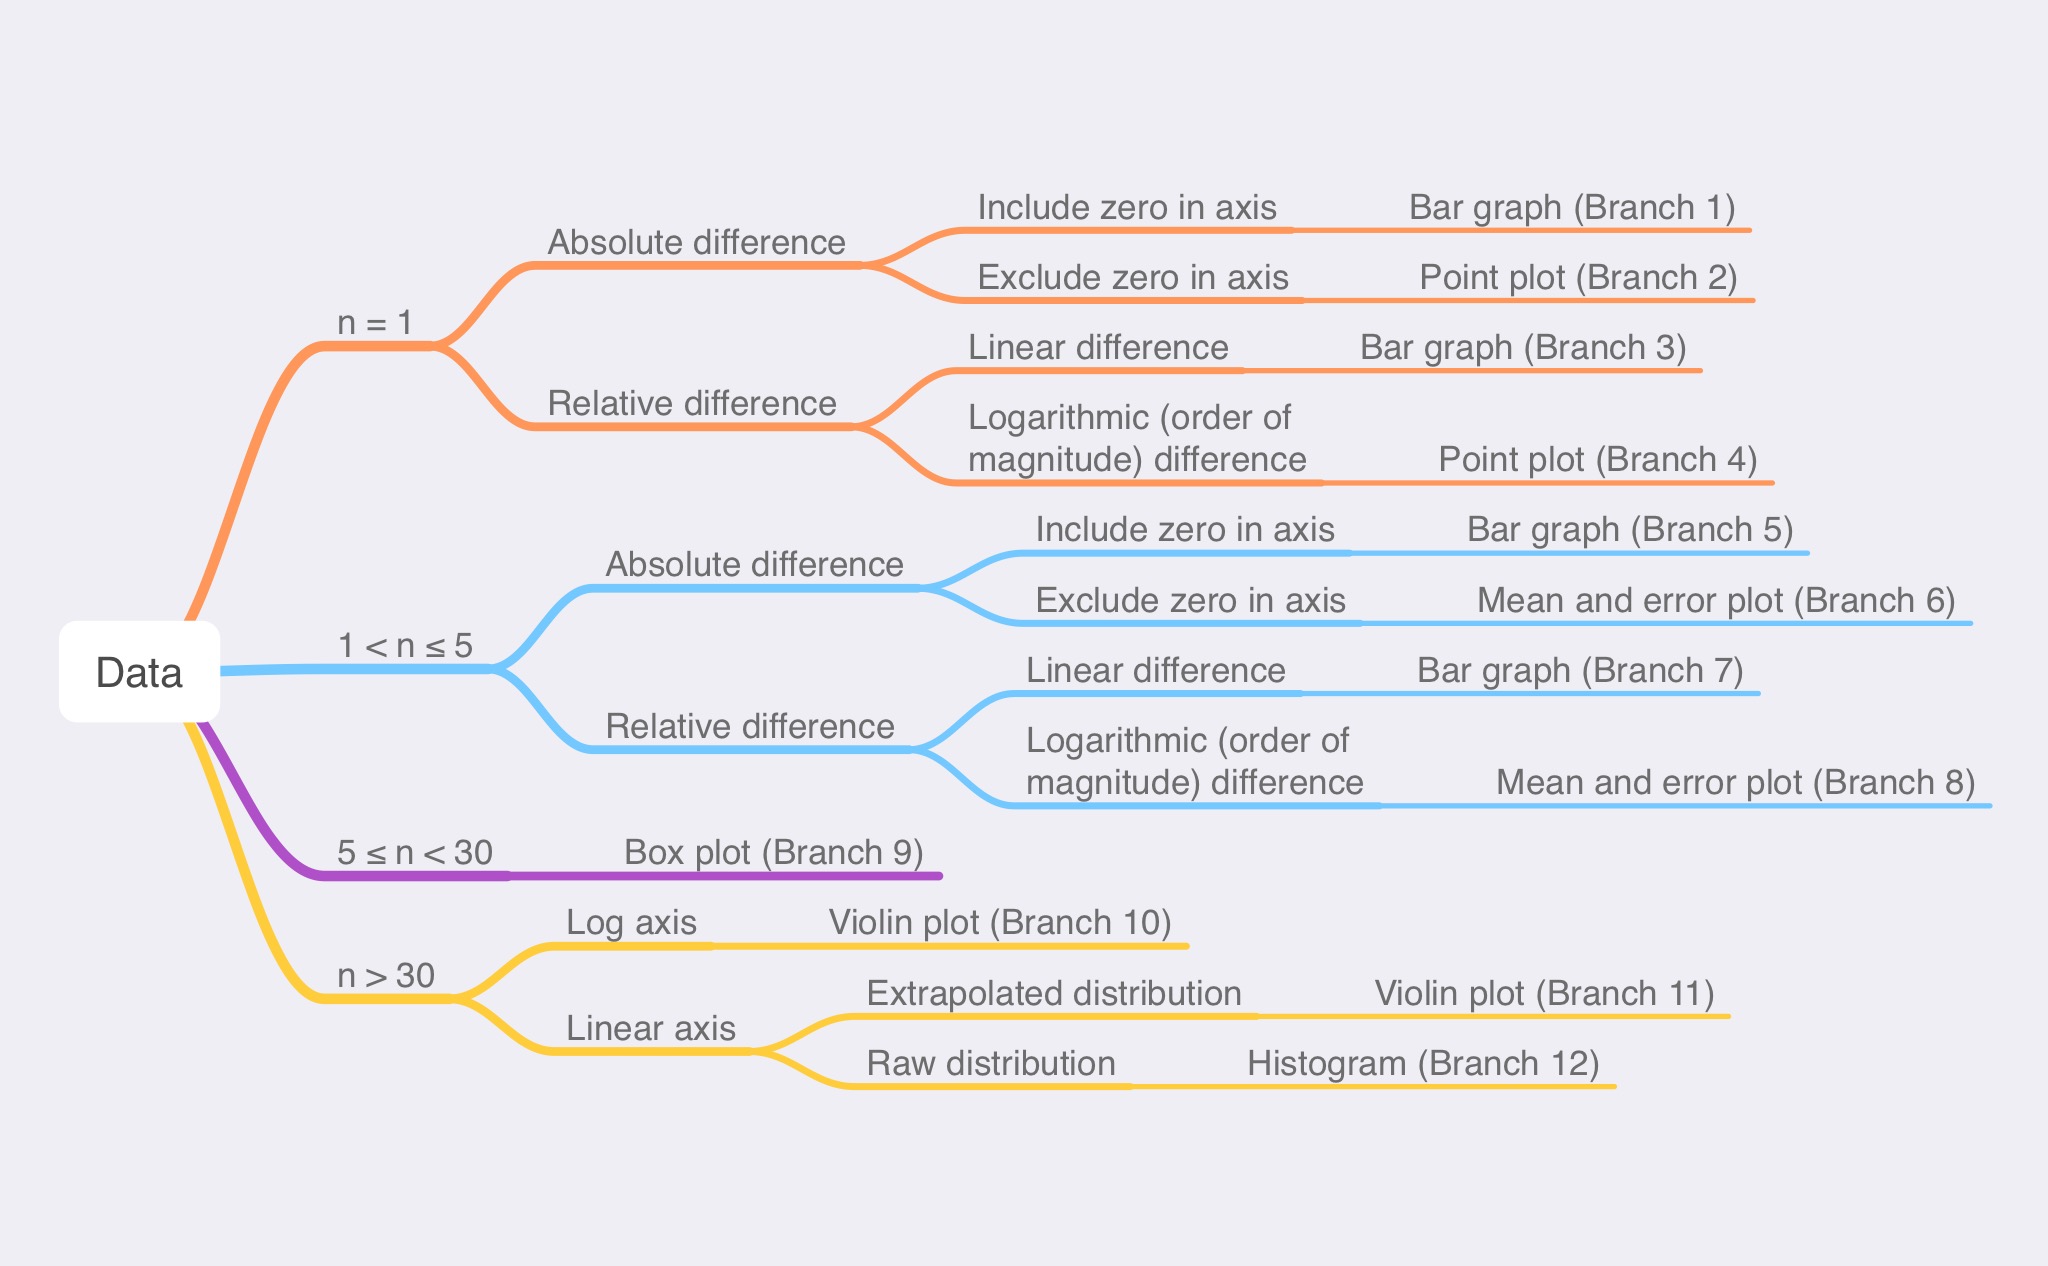 Include zero in axis Bar graph (Branch 1)
Absolute difference
Exclude zero in axis Point plot (Branch 2)
n = 1
Linear difference Bar graph (Branch 3)
Relative difference
Logarithmic (order of
magnitude) difference Point plot (Branch 4)
Include zero in axis Bar graph (Branch 5)
Absolute difference
Exclude zero in axis Mean and error plot (Branch 6)
1 < n ≤ 5
Data
Linear difference Bar graph (Branch 7)
Relative difference
Logarithmic (order of
magnitude) difference Mean and error plot (Branch 8)
5 ≤ n < 30 Box plot (Branch 9)
Log axis Violin plot (Branch 10)
n > 30
Extrapolated distribution Violin plot (Branch 11)
Linear axis
Raw distribution Histogram (Branch 12)